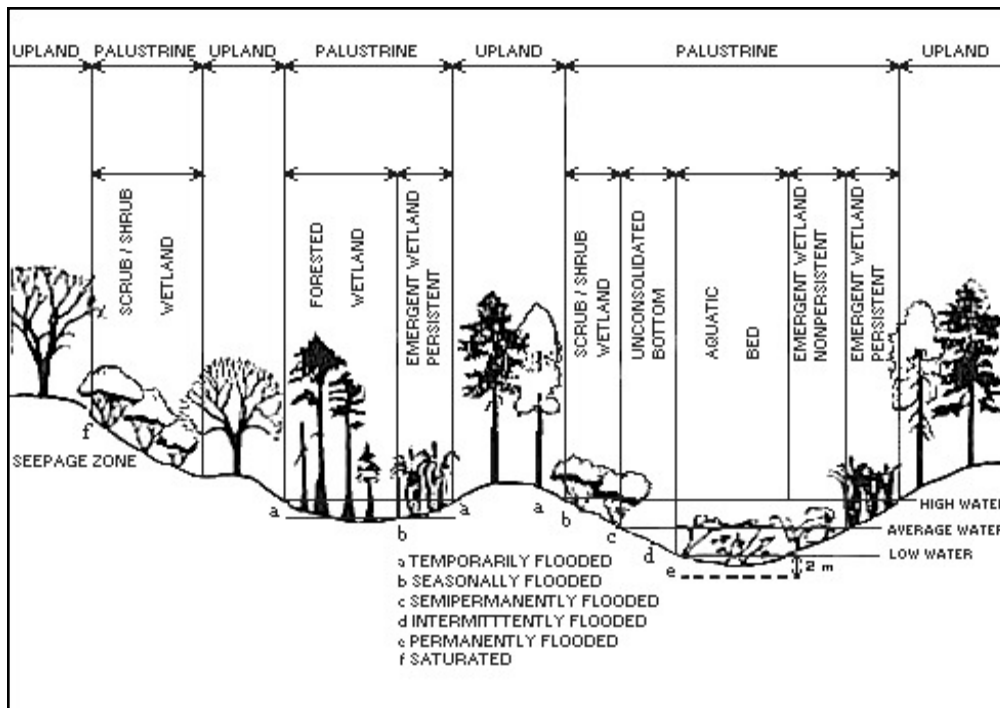 UPLAND PALUSTRINE UPLAND PALUSTRINE UPLAND PALUSTRINE UPLAND
SCRUB / SHRUB
WETLAND
FORESTED
WETLAND
EMERGENT WETLAND
PERSISTENT
SCRUB / SHRUB
WETLAND
UNCONSOLIDATED
BOTTOM
AQUATIC
BED
EMERGENT WETLAND
NONPERSISTENT
EMERGENT WETLAND
PERSISTENT
f
SEEPAGE ZONE
a
b
a
a
b
c
d
e
HIGH WATER
AVERAGE WATER
LOW WATER
2 m
a TEMPORARILY FLOODED
b SEASONALLY FLOODED
c SEMIPERMANENTLY FLOODED
d INTERMITTTENTLY FLOODED
e PERMANENTLY FLOODED
f SATURATED